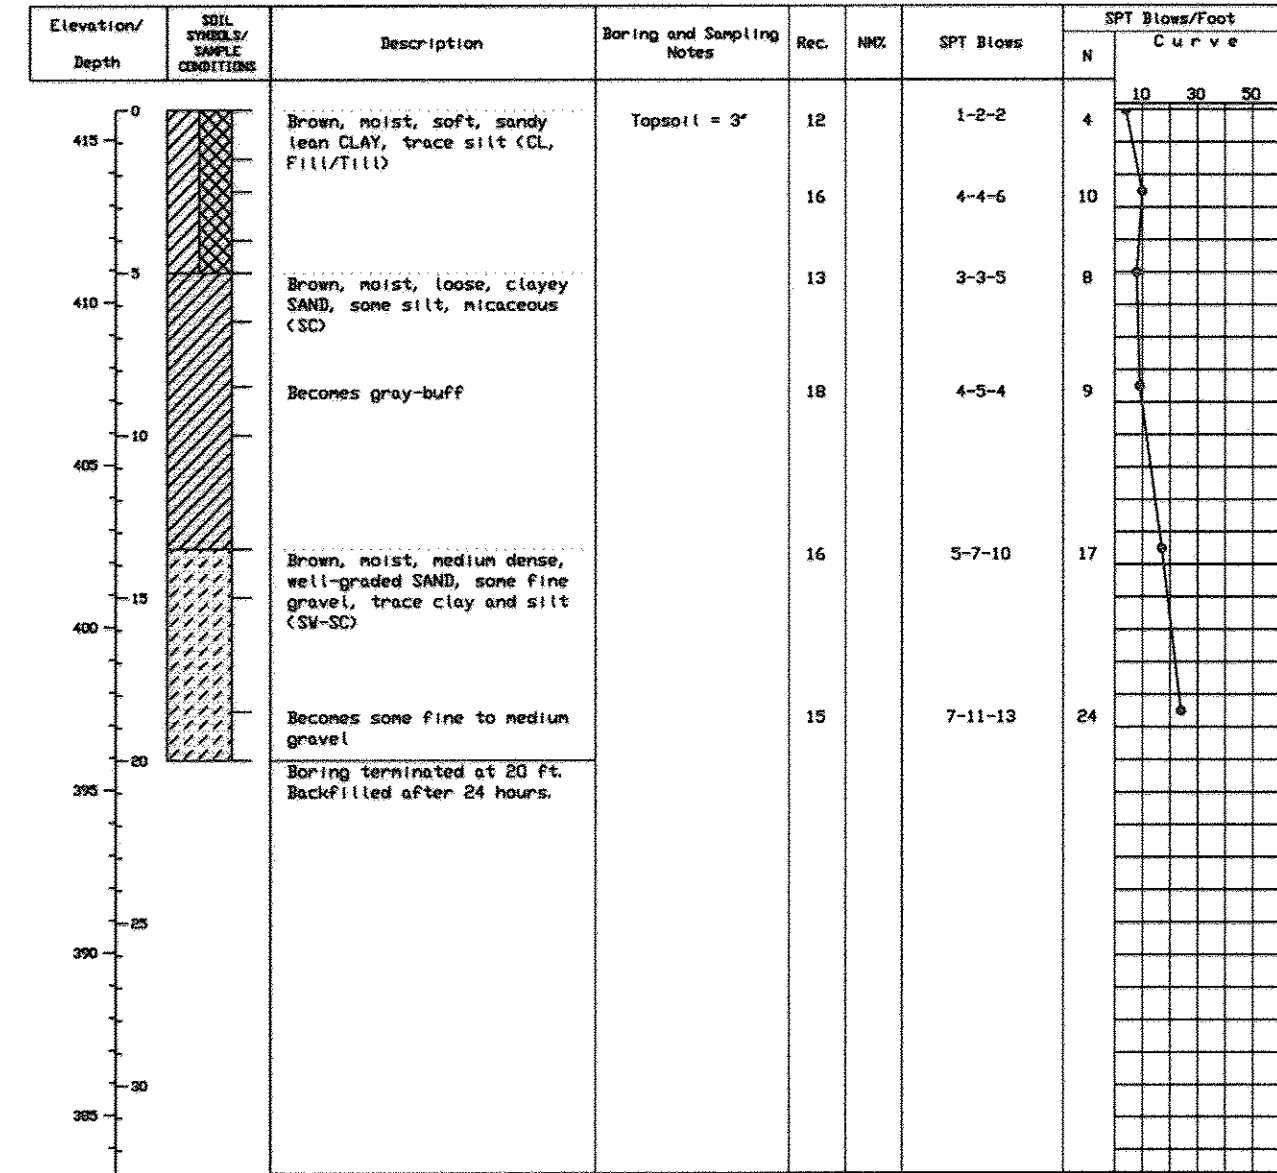 Elevation/
Depth
SOIL
SYMBOLS/
SAMPLE
CONDITIONS
Description
Boring and Sampling
Notes
Rec.
NM%
SPT Blows
SPT Blows/Foot
Curve
N
10 30 50
0
415
5
410
10
405
15
400
20
395
25
390
30
385
Brown, moist, soft, sandy
lean CLAY, trace silt (CL,
Fill/Till)
Topsoil = 3"
12
1-2-2
4
16
4-4-6
10
Brown, moist, loose, clayey
SAND, some silt, micaceous
(SC)
13
3-3-5
8
Becomes gray-buff
18
4-5-4
9
Brown, moist, medium dense,
well-graded SAND, some fine
gravel, trace clay and silt
(SW-SC)
16
5-7-10
17
Becomes some fine to medium
gravel
15
7-11-13
24
Boring terminated at 20 ft.
Backfilled after 24 hours.